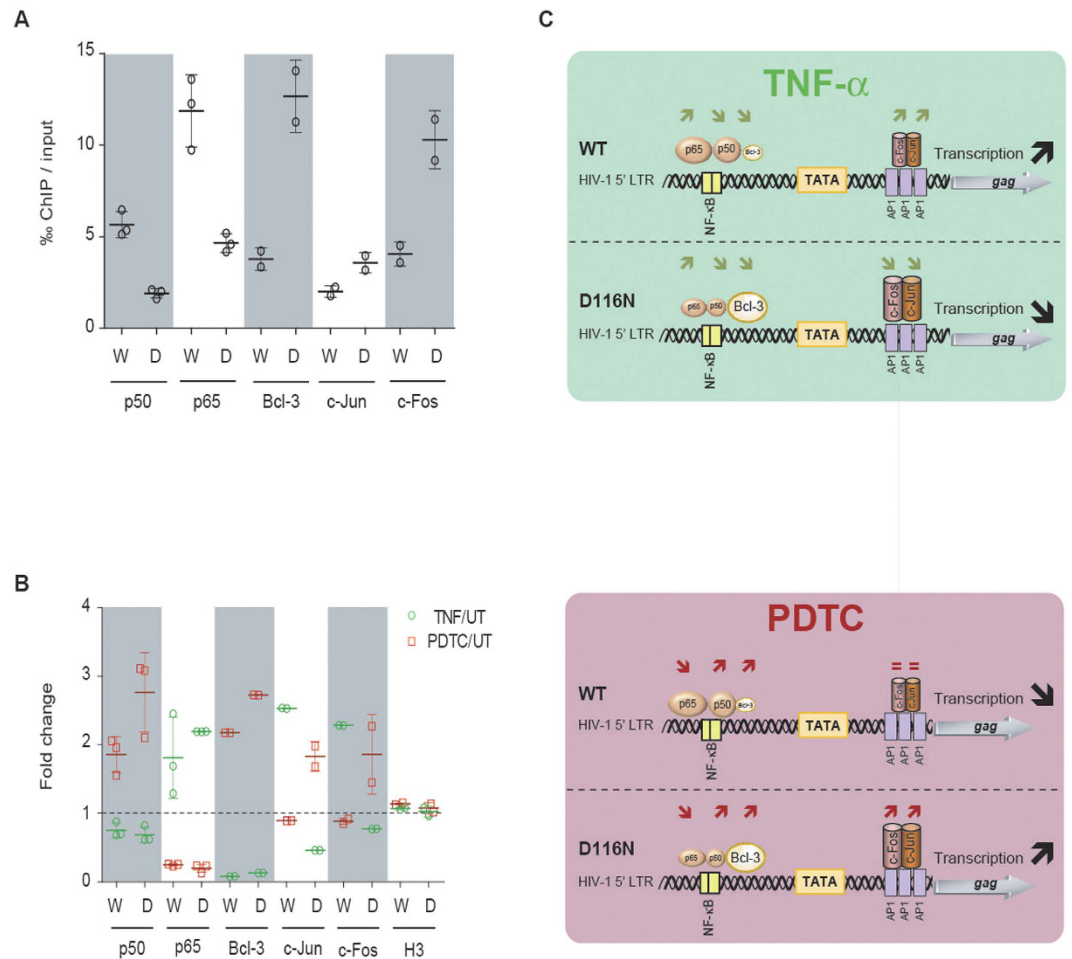 A
15
10
5
0
‰ ChIP / input
W D W D W D W D W D
p50 p65 Bcl-3 c-Jun c-Fos
B
4
3
2
1
0
Fold change
TNF/UT
PDTC/UT
W D W D W D W D W D W D
p50 p65 Bcl-3 c-Jun c-Fos H3
C
TNF-α
WT
p65 p50 Bcl-3
c-Fos c-Jun
Transcription
HIV-1 5' LTR
TATA
gag
NF-κB
AP1 AP1 AP1
D116N
p65 p50 Bcl-3
c-Fos c-Jun
Transcription
HIV-1 5' LTR
TATA
gag
NF-κB
AP1 AP1 AP1
PDTC
= =
WT
p65 p50 Bcl-3
c-Fos c-Jun
Transcription
HIV-1 5' LTR
TATA
gag
NF-κB
AP1 AP1 AP1
D116N
p65 p50 Bcl-3
c-Fos c-Jun
Transcription
HIV-1 5' LTR
TATA
gag
NF-κB
AP1 AP1 AP1